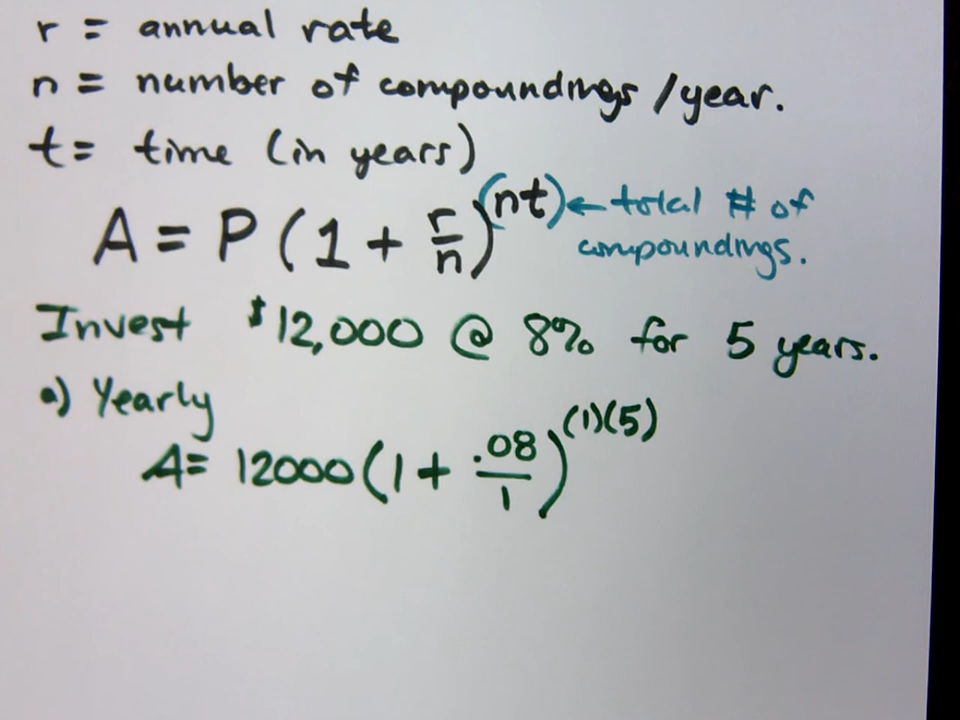 r = annual rate
n = number of compoundings /year.
t = time (in years)
A = P(1 + r/n)^(nt) ← total # of
compoundings.
Invest $12,000 @ 8% for 5 years.
a) Yearly
A = 12000(1 + .08/1)^(1)(5)